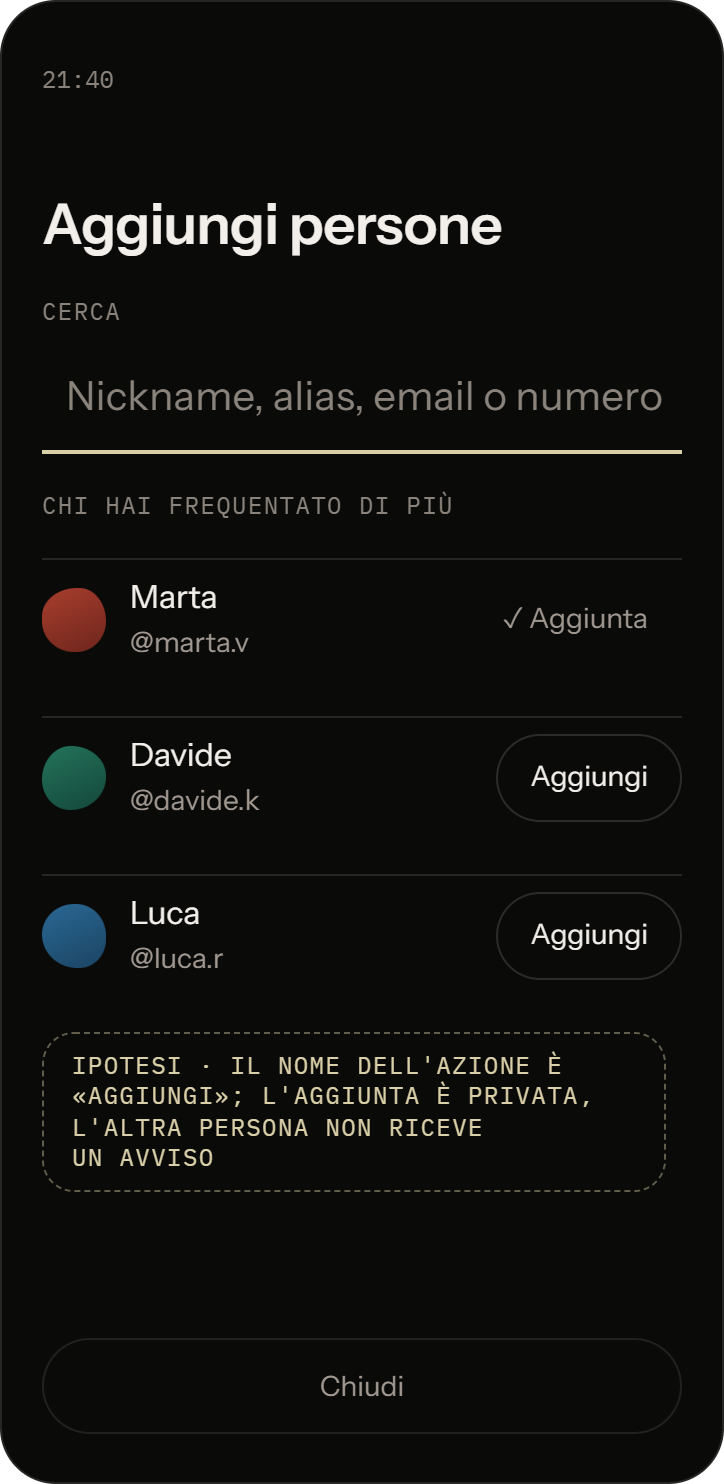 21:40
Aggiungi persone
CERCA
Nickname, alias, email o numero
CHI HAI FREQUENTATO DI PIÙ
Marta
@marta.v
✓ Aggiunta
Davide
@davide.k
Aggiungi
Luca
@luca.r
Aggiungi
IPOTESI · IL NOME DELL'AZIONE È
«AGGIUNGI»; L'AGGIUNTA È PRIVATA,
L'ALTRA PERSONA NON RICEVE
UN AVVISO
Chiudi